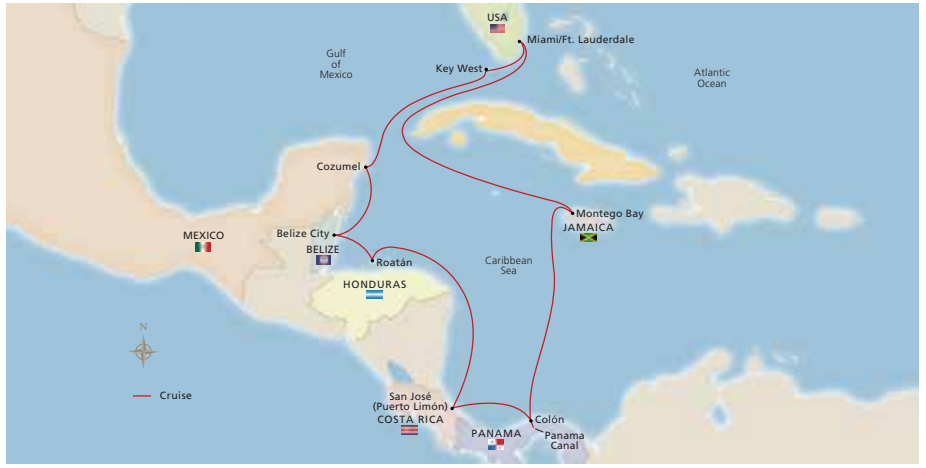 USA
Miami/Ft. Lauderdale
Gulf
of
Mexico
Key West
Atlantic
Ocean
Cozumel
Montego Bay
JAMAICA
Belize City
MEXICO
BELIZE
Roatán
Caribbean
Sea
HONDURAS
N
Cruise
San José
(Puerto Limón)
COSTA RICA
Colón
PANAMA
Panama
Canal